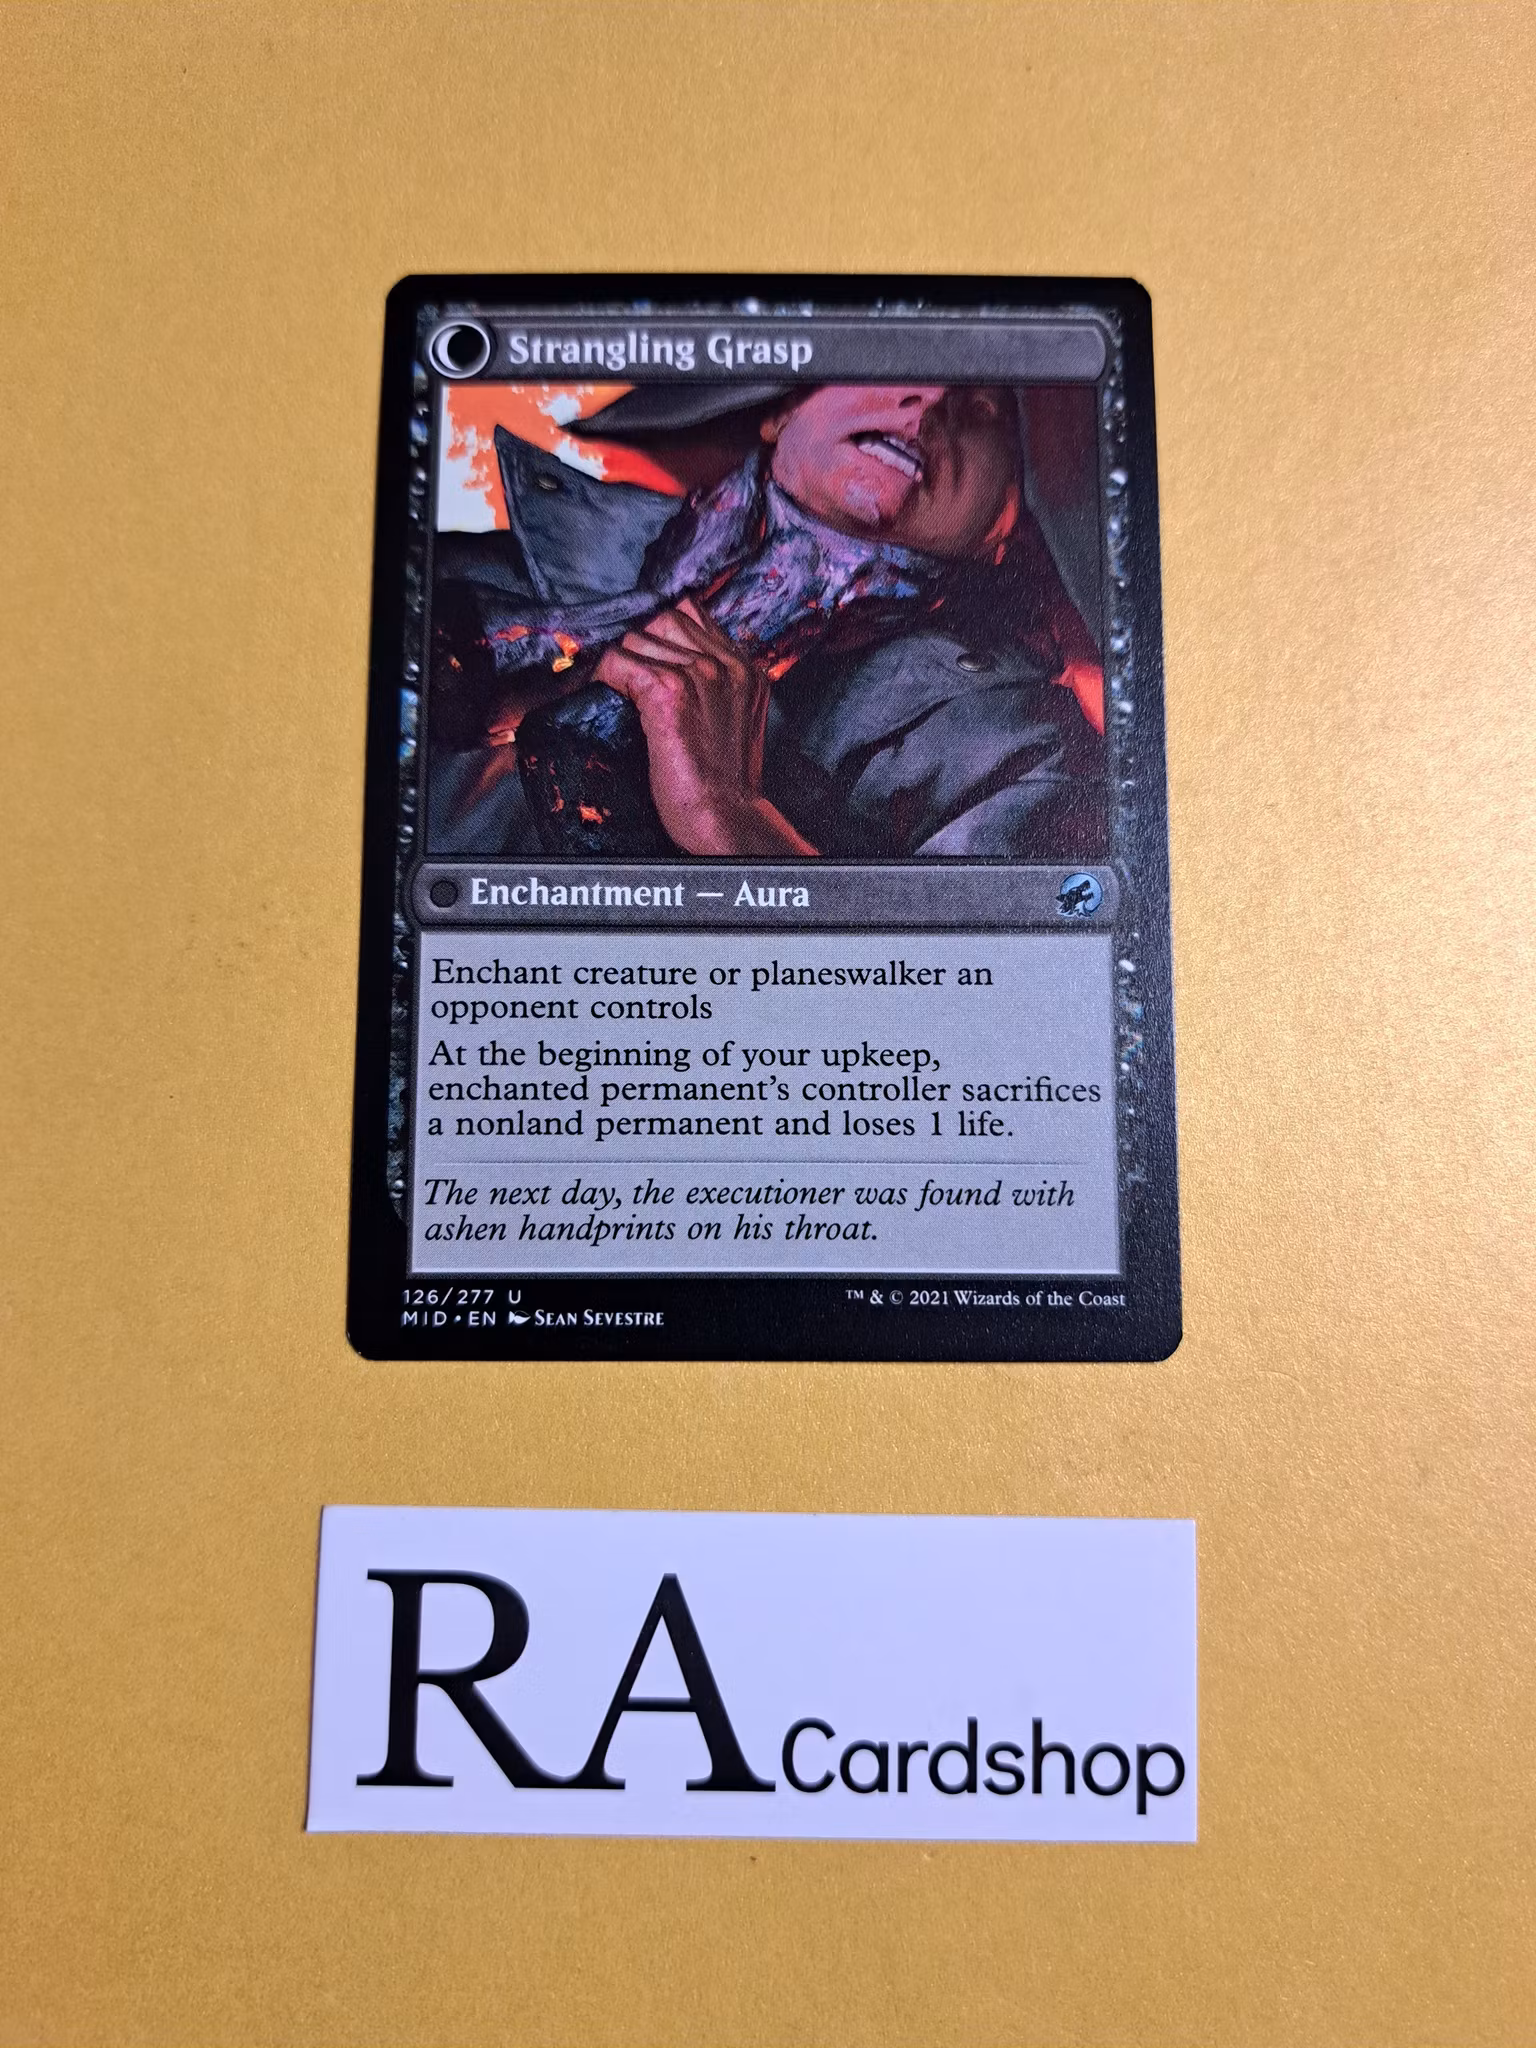 Strangling Grasp
Enchantment — Aura
Enchant creature or planeswalker an
opponent controls
At the beginning of your upkeep,
enchanted permanent's controller sacrifices
a nonland permanent and loses 1 life.
The next day, the executioner was found with
ashen handprints on his throat.
126/277 U
MID • EN Sean Sevestre
™ & © 2021 Wizards of the Coast
RA Cardshop